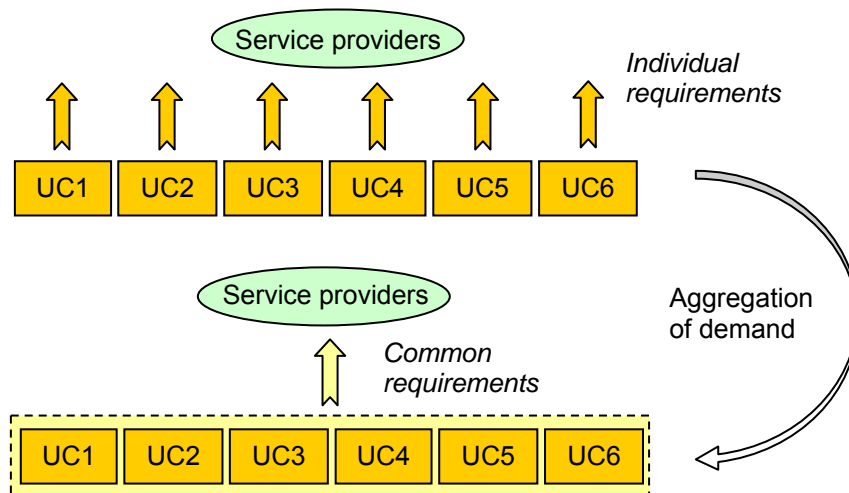 Service providers
Individual
requirements
UC1 UC2 UC3 UC4 UC5 UC6
Service providers
Aggregation
of demand
Common
requirements
UC1 UC2 UC3 UC4 UC5 UC6